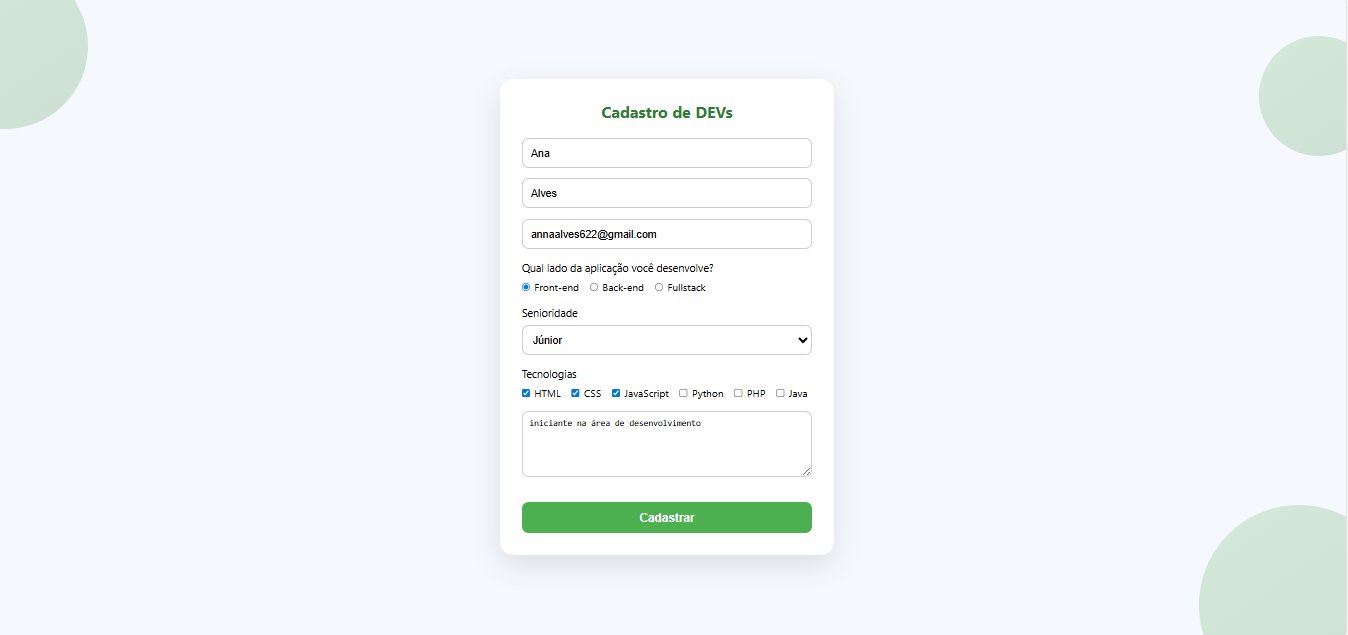 Cadastro de DEVs
Ana
Alves
annaalves622@gmail.com
Qual lado da aplicação você desenvolve?
Front-end Back-end Fullstack
Senioridade
Júnior
Tecnologias
HTML CSS JavaScript Python PHP Java
iniciante na área de desenvolvimento
Cadastrar